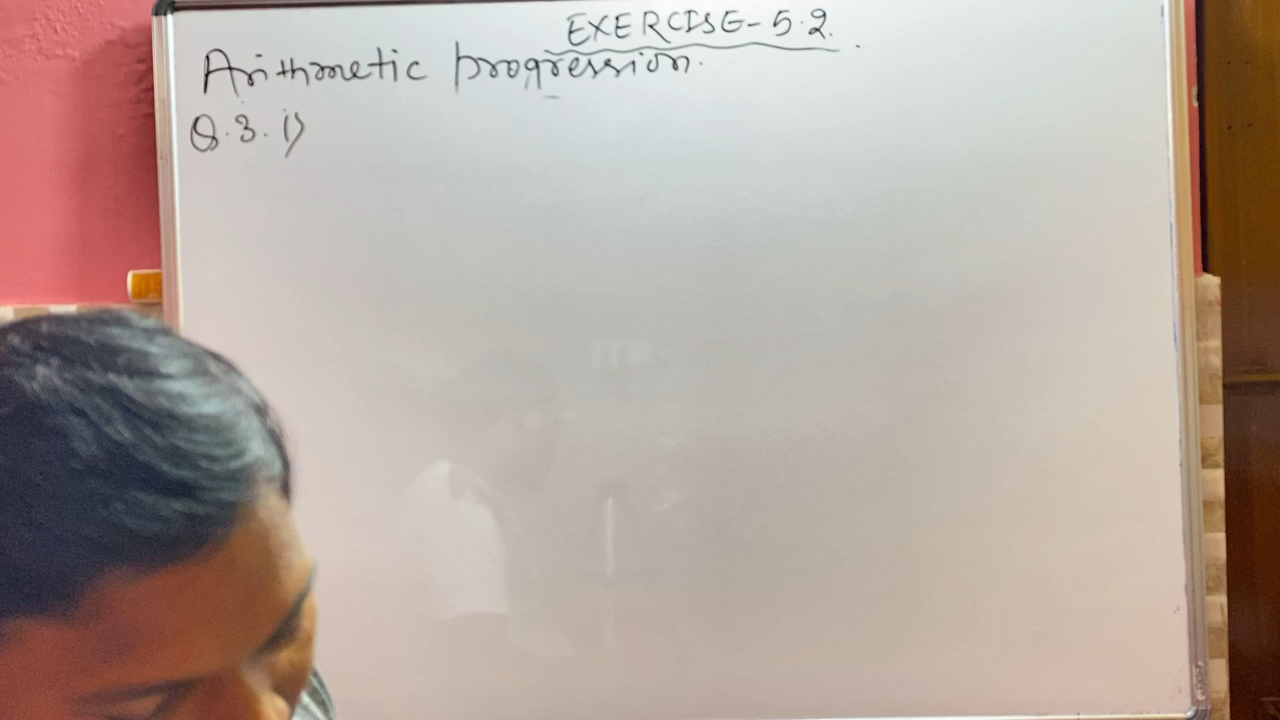 EXERCISE-5.2.
Arithmetic progression.
Q.3. i)